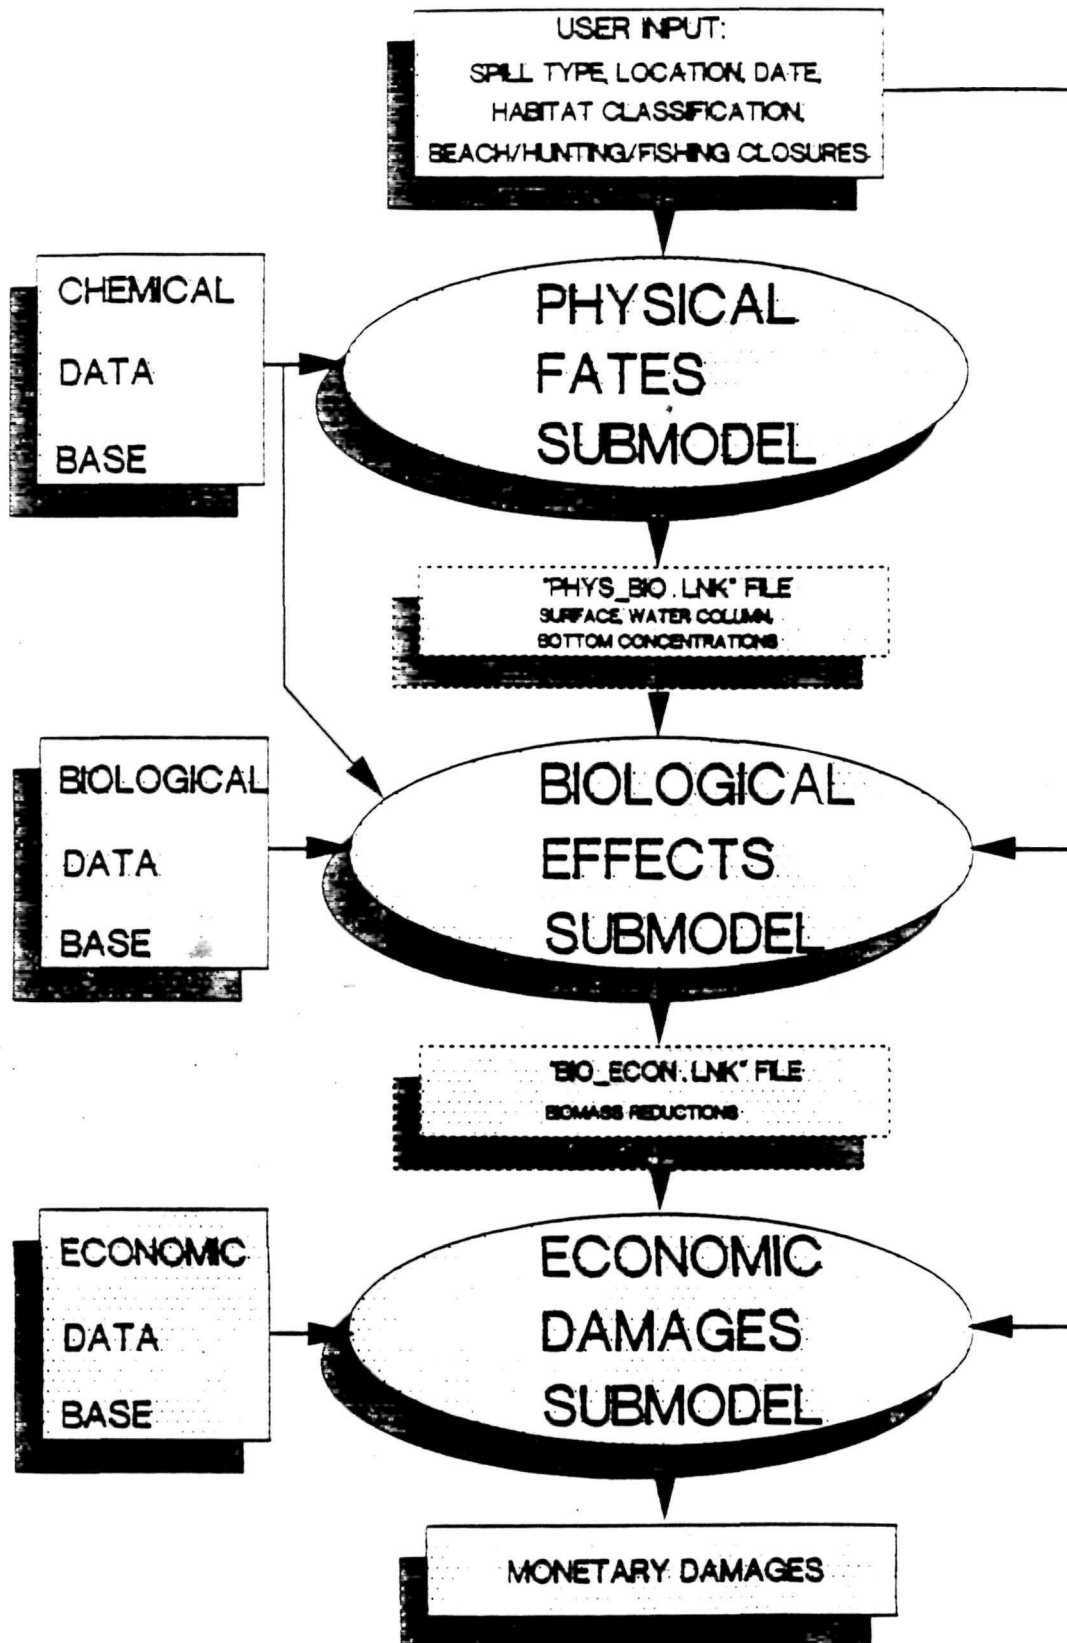 USER INPUT:
SPILL TYPE, LOCATION, DATE,
HABITAT CLASSIFICATION,
BEACH/HUNTING/FISHING CLOSURES
CHEMICAL
DATA
BASE
PHYSICAL
FATES
SUBMODEL
"PHYS_BIO.LNK" FILE
SURFACE, WATER COLUMN,
BOTTOM CONCENTRATIONS
BIOLOGICAL
DATA
BASE
BIOLOGICAL
EFFECTS
SUBMODEL
"BIO_ECON.LNK" FILE
BIOMASS REDUCTIONS
ECONOMIC
DATA
BASE
ECONOMIC
DAMAGES
SUBMODEL
MONETARY DAMAGES